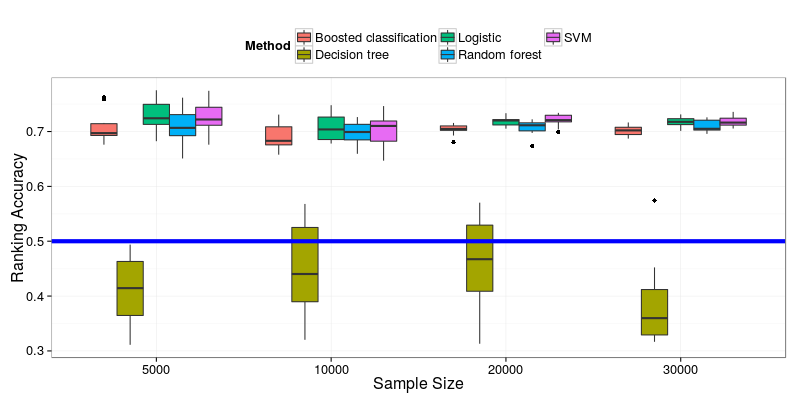 Method Boosted classification Logistic SVM
Decision tree Random forest
Ranking Accuracy
0.7
0.6
0.5
0.4
0.3
5000 10000 20000 30000
Sample Size